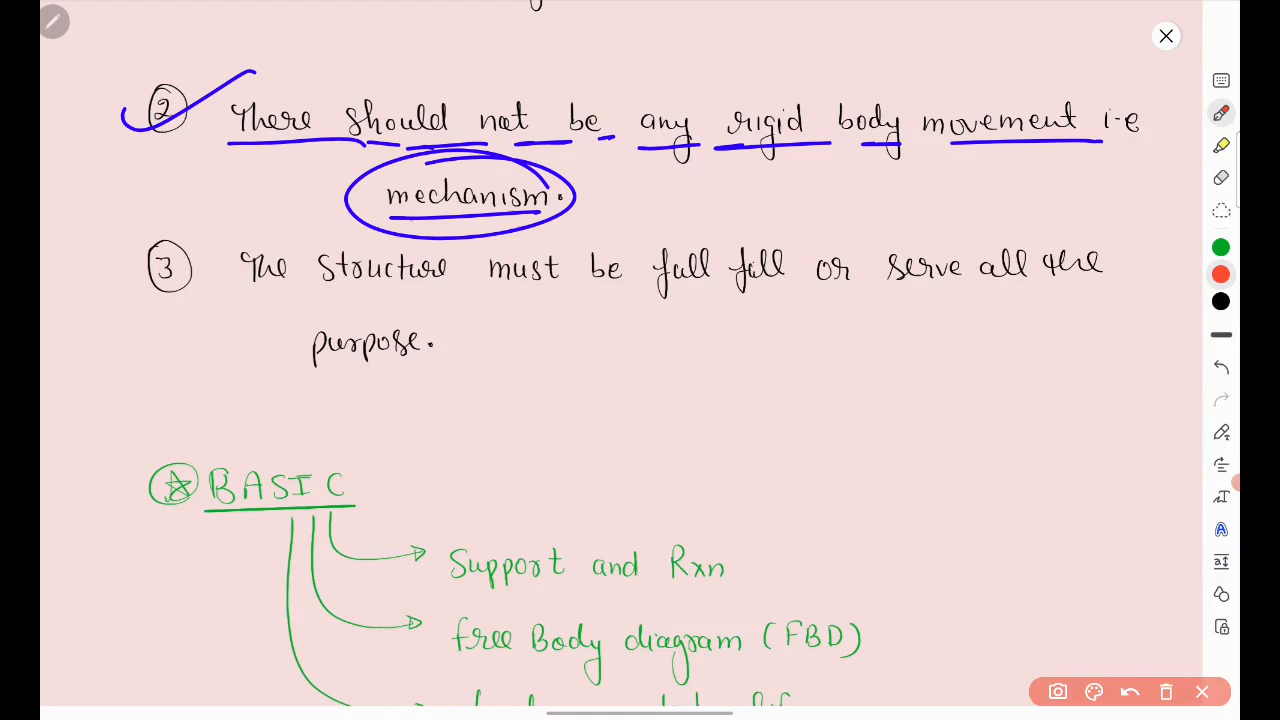 ② There should not be any rigid body movement i-e
mechanism.
③ The structure must be full fill or serve all the
purpose.
☆ BASIC
Support and Rxn
free Body diagram (FBD)